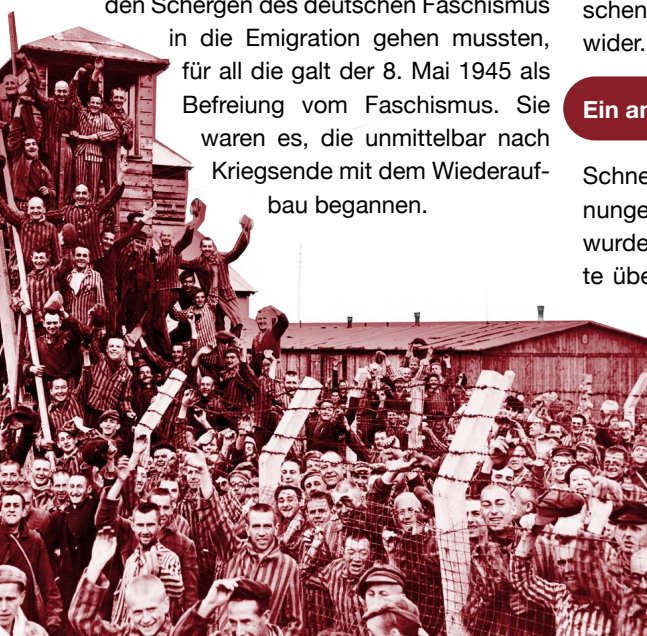 den Schergen des deutschen Faschismus
in die Emigration gehen mussten,
für all die galt der 8. Mai 1945 als
Befreiung vom Faschismus. Sie
waren es, die unmittelbar nach
Kriegsende mit dem Wiederauf-
bau begannen.
schen
wider.
Ein an
Schne
nunge
wurde
te übe